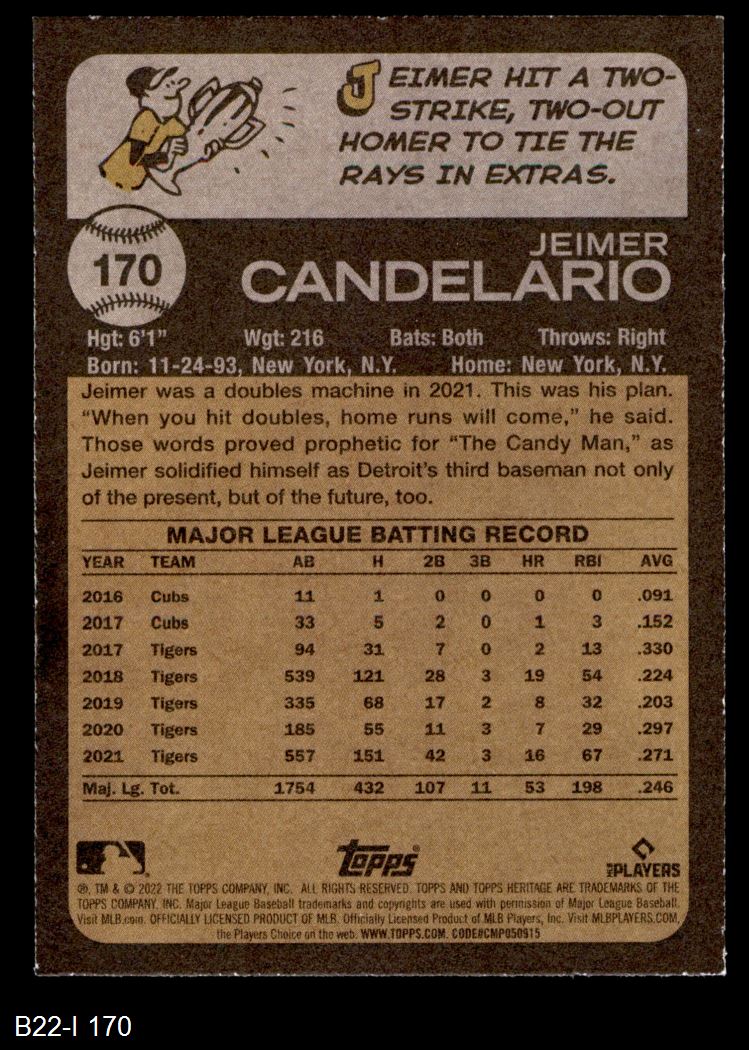 JEIMER HIT A TWO-
STRIKE, TWO-OUT
HOMER TO TIE THE
RAYS IN EXTRAS.
170
JEIMER
CANDELARIO
Hgt: 6'1" Wgt: 216 Bats: Both Throws: Right
Born: 11-24-93, New York, N.Y. Home: New York, N.Y.
Jeimer was a doubles machine in 2021. This was his plan.
“When you hit doubles, home runs will come,” he said.
Those words proved prophetic for “The Candy Man,” as
Jeimer solidified himself as Detroit's third baseman not only
of the present, but of the future, too.
MAJOR LEAGUE BATTING RECORD
YEAR TEAM AB H 2B 3B HR RBI AVG
2016 Cubs 11 1 0 0 0 0 .091
2017 Cubs 33 5 2 0 1 3 .152
2017 Tigers 94 31 7 0 2 13 .330
2018 Tigers 539 121 28 3 19 54 .224
2019 Tigers 335 68 17 2 8 32 .203
2020 Tigers 185 55 11 3 7 29 .297
2021 Tigers 557 151 42 3 16 67 .271
Maj. Lg. Tot. 1754 432 107 11 53 198 .246
Topps® MLBPLAYERS
®, TM & © 2022 THE TOPPS COMPANY, INC. ALL RIGHTS RESERVED. TOPPS AND TOPPS HERITAGE ARE TRADEMARKS OF THE
TOPPS COMPANY, INC. Major League Baseball trademarks and copyrights are used with permission of Major League Baseball.
Visit MLB.com. OFFICIALLY LICENSED PRODUCT OF MLB. Officially Licensed Product of MLB Players, Inc. Visit MLBPLAYERS.COM,
the Players Choice on the web. WWW.TOPPS.COM. CODE#CMP050915
B22-I 170